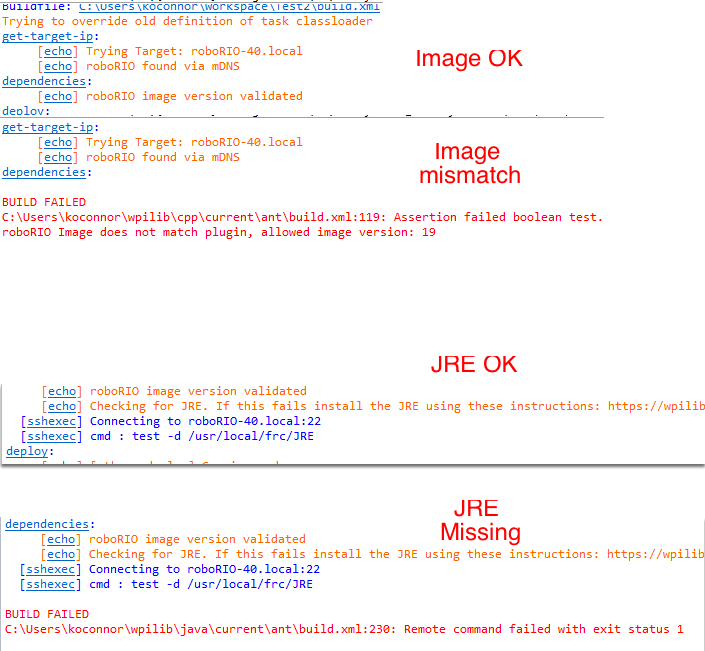 Buildfile: C:\Users\koconnor\workspace\Test2\build.xml
Trying to override old definition of task classloader
get-target-ip:
[echo] Trying Target: roboRIO-40.local
[echo] roboRIO found via mDNS
Image OK
dependencies:
[echo] roboRIO image version validated
deploy:
get-target-ip:
[echo] Trying Target: roboRIO-40.local
[echo] roboRIO found via mDNS
dependencies:
Image
mismatch
BUILD FAILED
C:\Users\koconnor\wpilib\cpp\current\ant\build.xml:119: Assertion failed boolean test.
roboRIO Image does not match plugin, allowed image version: 19
JRE OK
[echo] roboRIO image version validated
[echo] Checking for JRE. If this fails install the JRE using these instructions: https://wpilib
[sshexec] Connecting to roboRIO-40.local:22
[sshexec] cmd : test -d /usr/local/frc/JRE
deploy:
JRE
Missing
dependencies:
[echo] roboRIO image version validated
[echo] Checking for JRE. If this fails install the JRE using these instructions: https://wpilib
[sshexec] Connecting to roboRIO-40.local:22
[sshexec] cmd : test -d /usr/local/frc/JRE
BUILD FAILED
C:\Users\koconnor\wpilib\java\current\ant\build.xml:230: Remote command failed with exit status 1